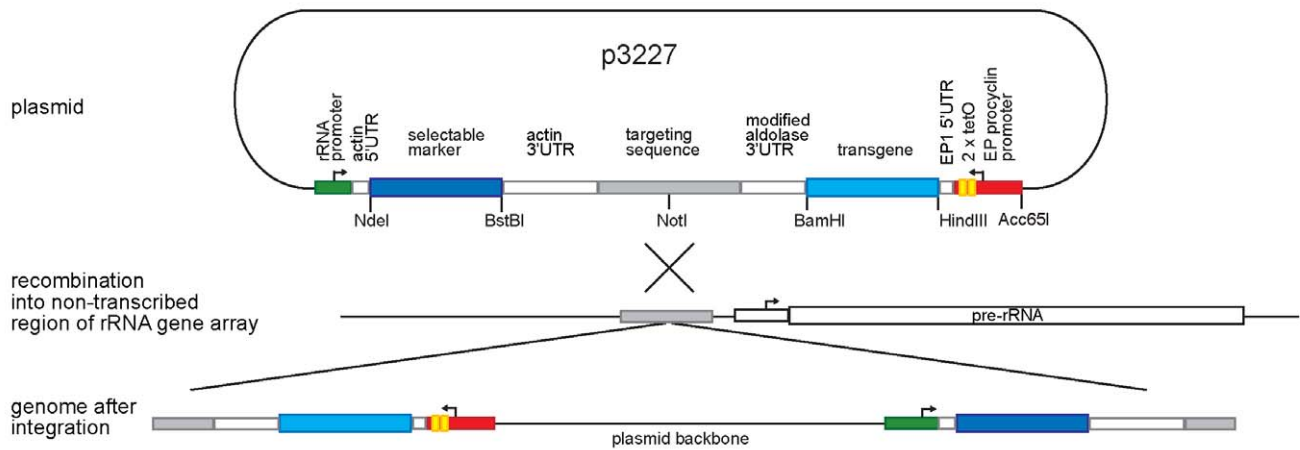 p3227
plasmid
rRNA
promoter
actin
5'UTR
selectable
marker
actin
3'UTR
targeting
sequence
modified
aldolase
3'UTR
transgene
EP1 5'UTR
2 x tetO
EP procyclin
promoter
NdeI
BstBI
NotI
BamHI
HindIII
Acc65I
recombination
into non-transcribed
region of rRNA gene array
pre-rRNA
genome after
integration
plasmid backbone